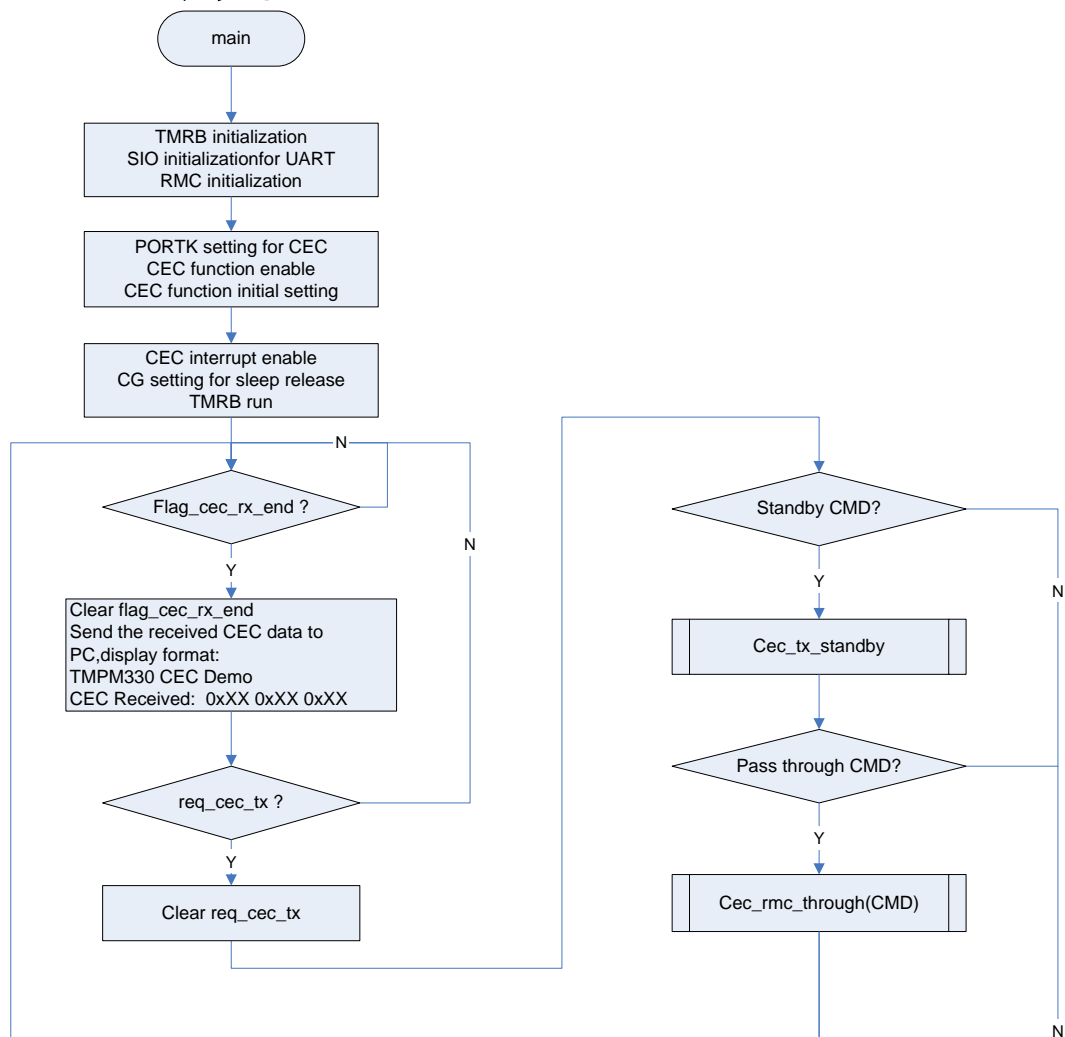 main
TMRB initialization
SIO initializationfor UART
RMC initialization
PORTK setting for CEC
CEC function enable
CEC function initial setting
CEC interrupt enable
CG setting for sleep release
TMRB run
N
Flag_cec_rx_end ?
N
Y
Clear flag_cec_rx_end
Send the received CEC data to
PC,display format:
TMPM330 CEC Demo
CEC Received:  0xXX 0xXX 0xXX
req_cec_tx ?
Y
Clear req_cec_tx
Standby CMD?
Y
N
Cec_tx_standby
Pass through CMD?
Y
Cec_rmc_through(CMD)
N